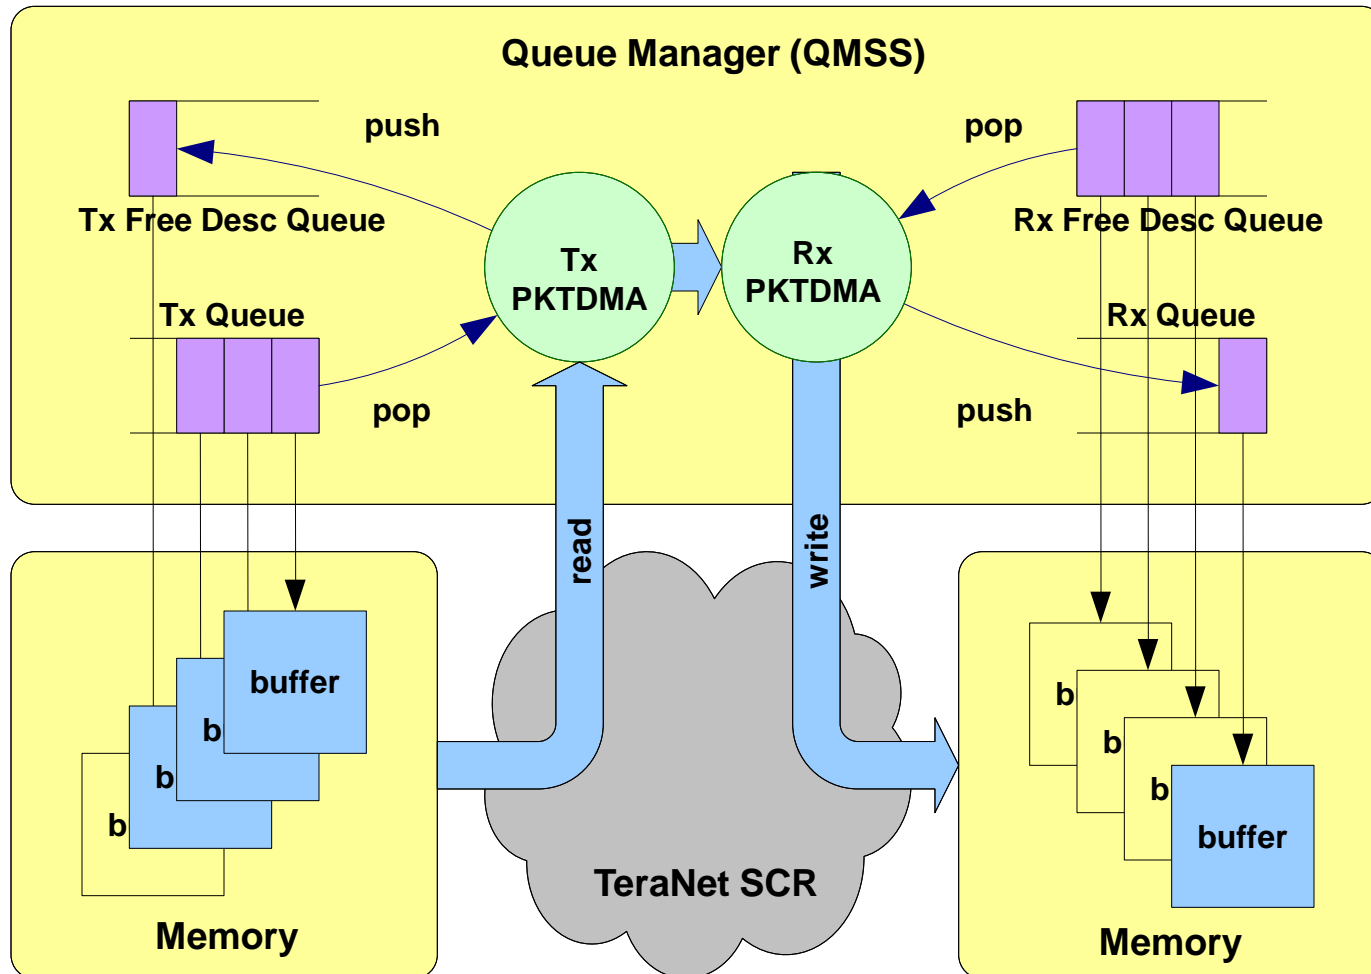 Queue Manager (QMSS)
push
pop
Tx Free Desc Queue
Rx Free Desc Queue
Tx
PKTDMA
Rx
PKTDMA
Tx Queue
Rx Queue
pop
push
read
write
buffer
b
b
b
b
b
b
buffer
TeraNet SCR
Memory
Memory